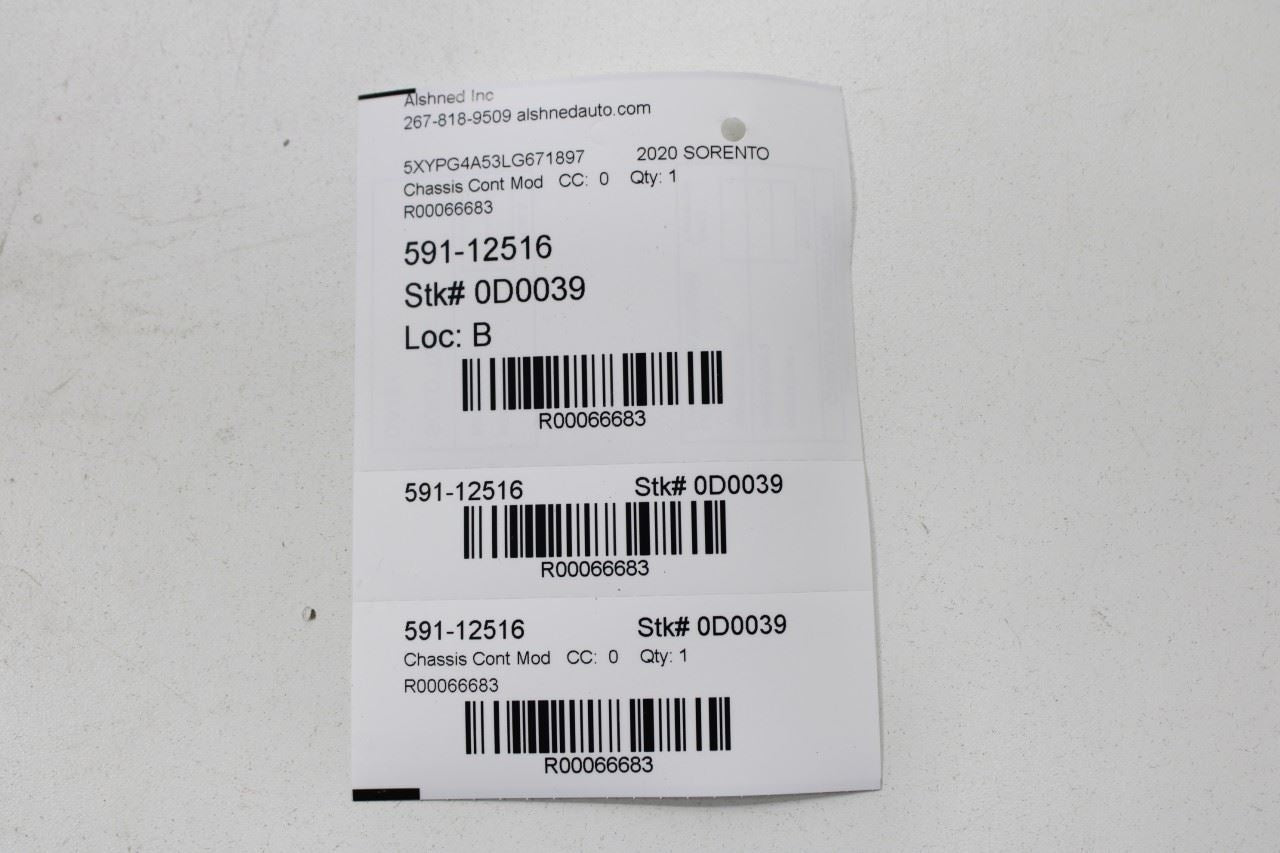 Alshned Inc
267-818-9509 alshnedauto.com
5XYPG4A53LG671897 2020 SORENTO
Chassis Cont Mod CC: 0 Qty: 1
R00066683
591-12516
Stk# 0D0039
Loc: B
R00066683
591-12516 Stk# 0D0039
R00066683
591-12516 Stk# 0D0039
Chassis Cont Mod CC: 0 Qty: 1
R00066683
R00066683